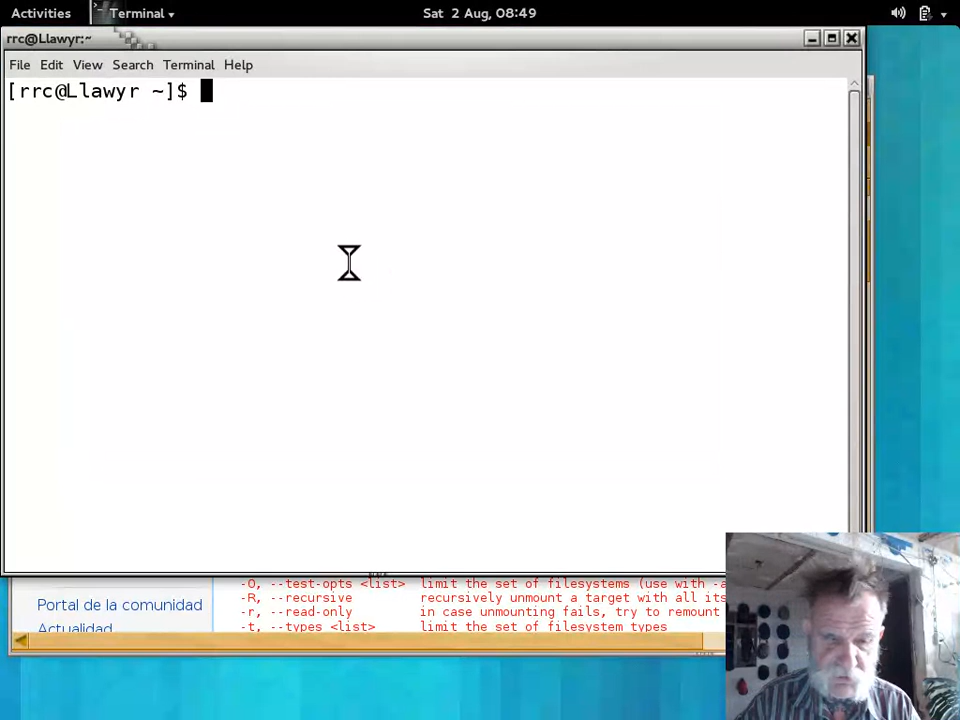 Activities Terminal Sat 2 Aug, 08:49
rrc@Llawyr:~
File Edit View Search Terminal Help
[rrc@Llawyr ~]$
-O, --test-opts <list> limit the set of filesystems (use with -a
Portal de la comunidad -R, --recursive recursively unmount a target with all its
-r, --read-only in case unmounting fails, try to remount
Actualidad -t, --types <list> limit the set of filesystem types